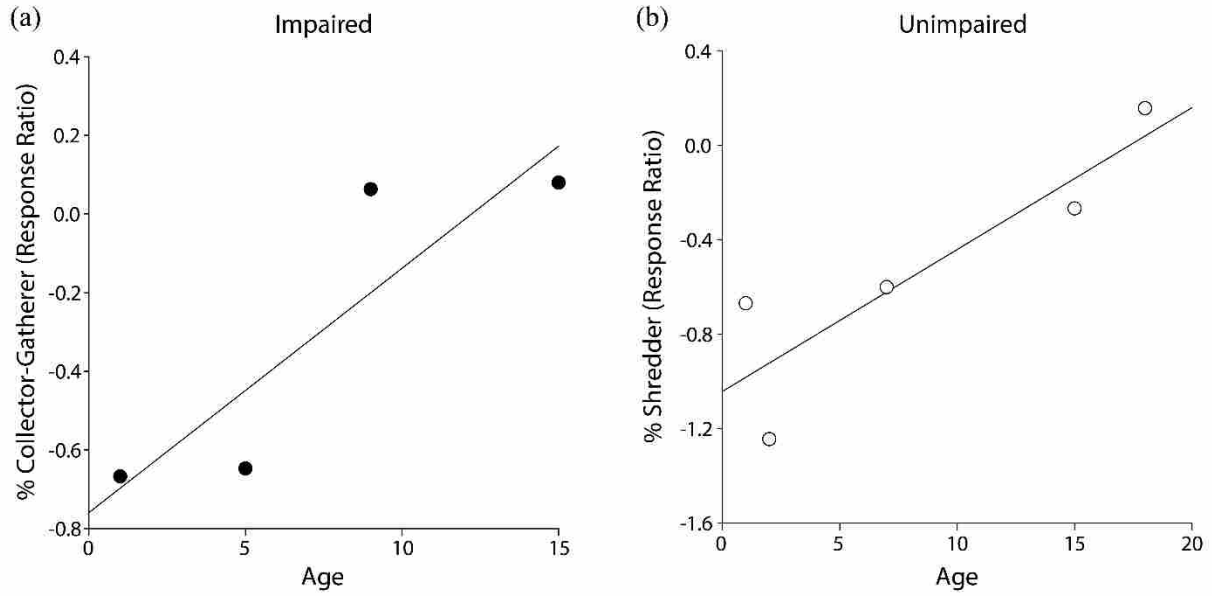 (a)
Impaired
% Collector-Gatherer (Response Ratio)
0.4
0.2
0.0
-0.2
-0.4
-0.6
-0.8
0
5
10
15
Age
(b)
Unimpaired
% Shredder (Response Ratio)
0.4
0.0
-0.4
-0.8
-1.2
-1.6
0
5
10
15
20
Age